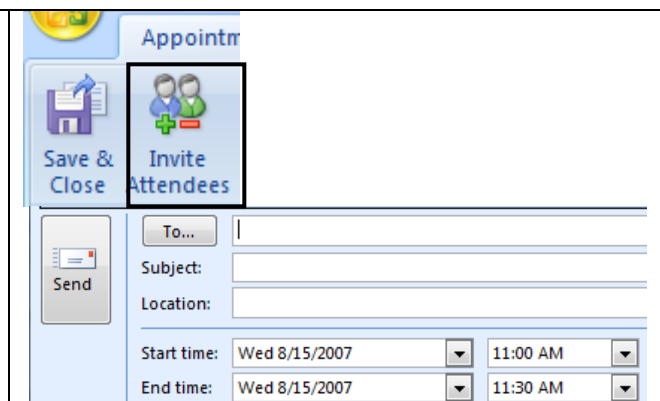 Appointm
Save & Close
Invite Attendees
Send
To...
Subject:
Location:
Start time: Wed 8/15/2007 11:00 AM
End time: Wed 8/15/2007 11:30 AM